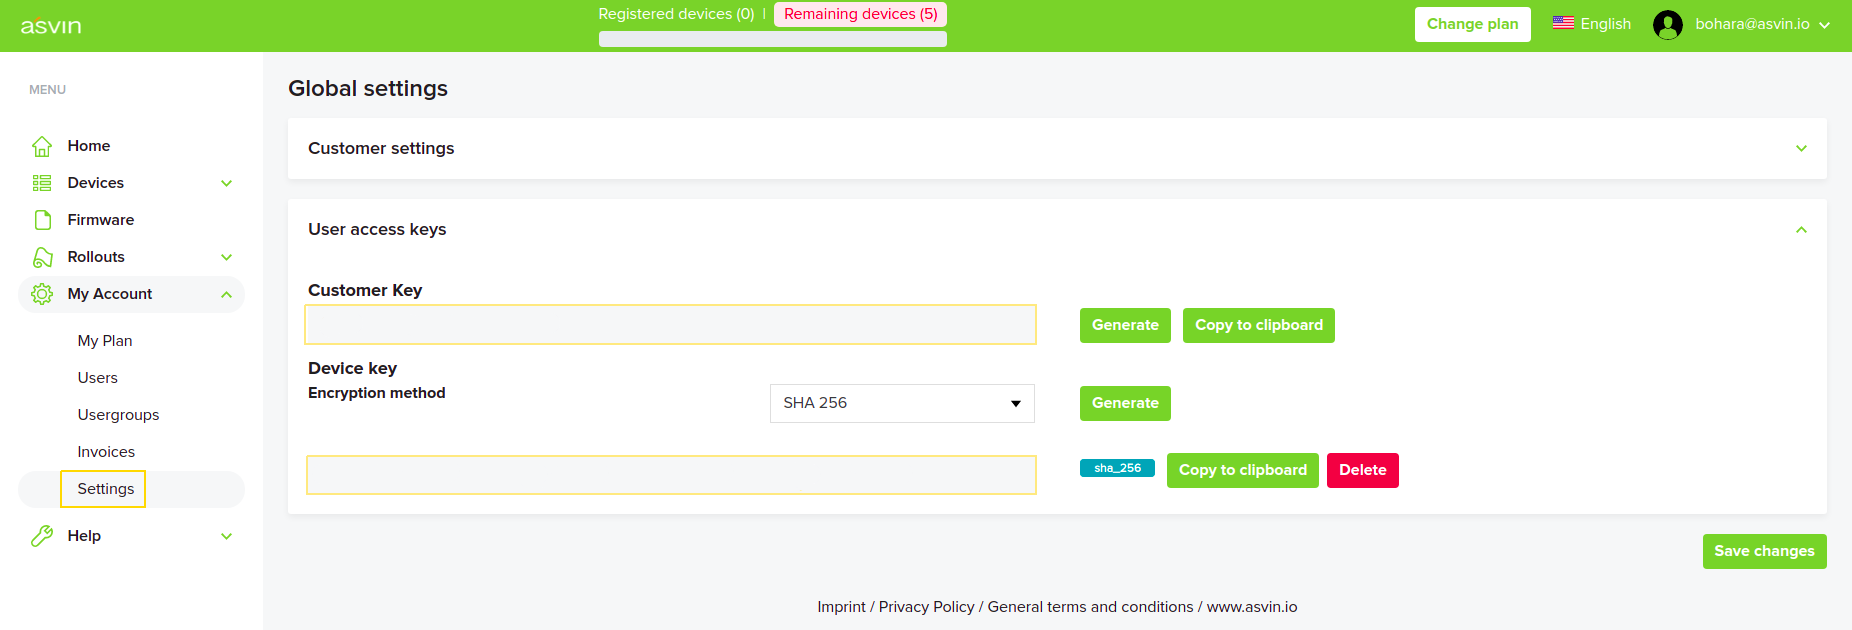 asvin
Registered devices (0) | Remaining devices (5)
Change plan
English
bohara@asvin.io
MENU
Home
Devices
Firmware
Rollouts
My Account
My Plan
Users
Usergroups
Invoices
Settings
Help
Global settings
Customer settings
User access keys
Customer Key
Generate
Copy to clipboard
Device key
Encryption method
SHA 256
Generate
sha_256
Copy to clipboard
Delete
Save changes
Imprint / Privacy Policy / General terms and conditions / www.asvin.io